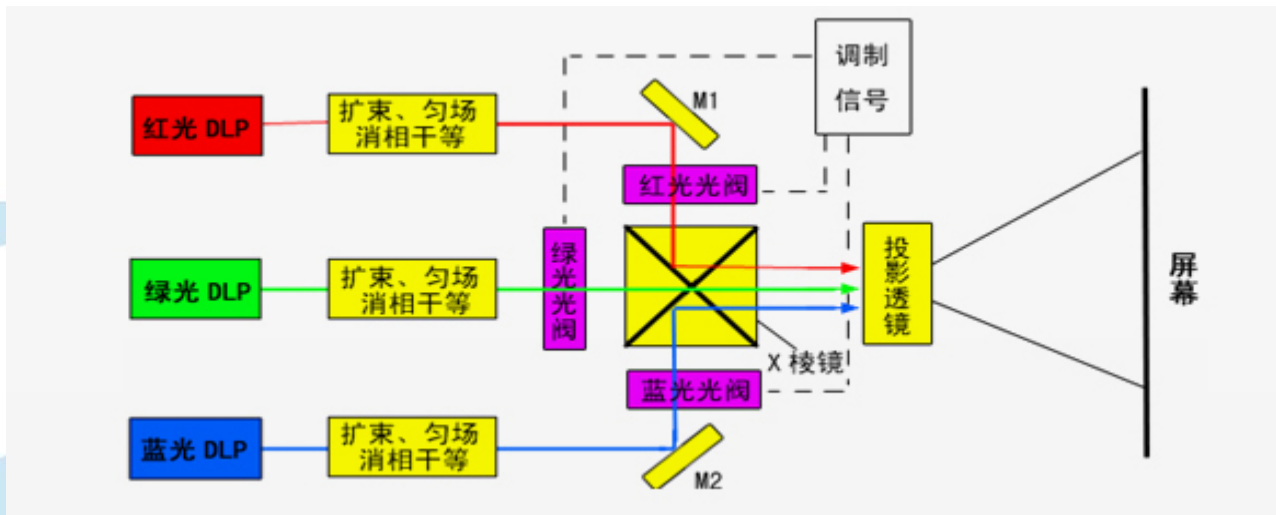 调制
信号
M1
红光 DLP
扩束、匀场
消相干等
红光光阀
绿光 DLP
扩束、匀场
消相干等
绿光光阀
投影透镜
屏幕
X 棱镜
蓝光光阀
蓝光 DLP
扩束、匀场
消相干等
M2